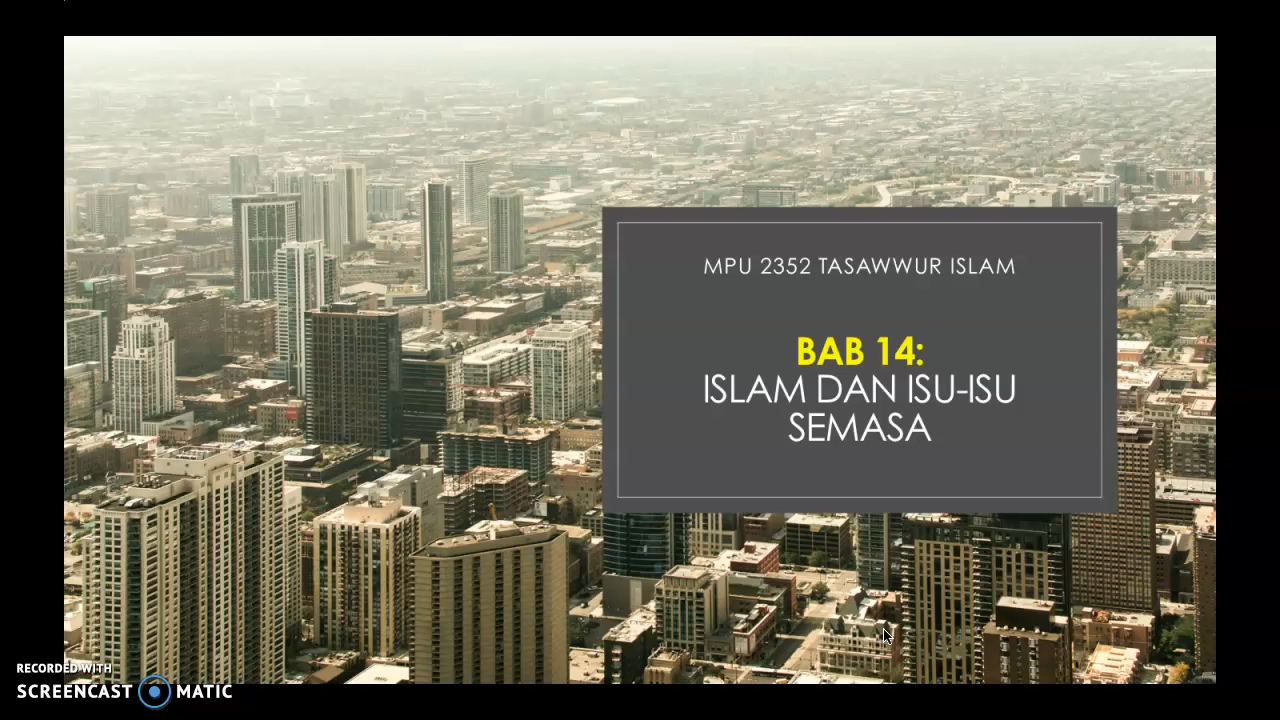 MPU 2352 TASAWWUR ISLAM
BAB 14:
ISLAM DAN ISU-ISU
SEMASA
RECORDED WITH
SCREENCAST MATIC